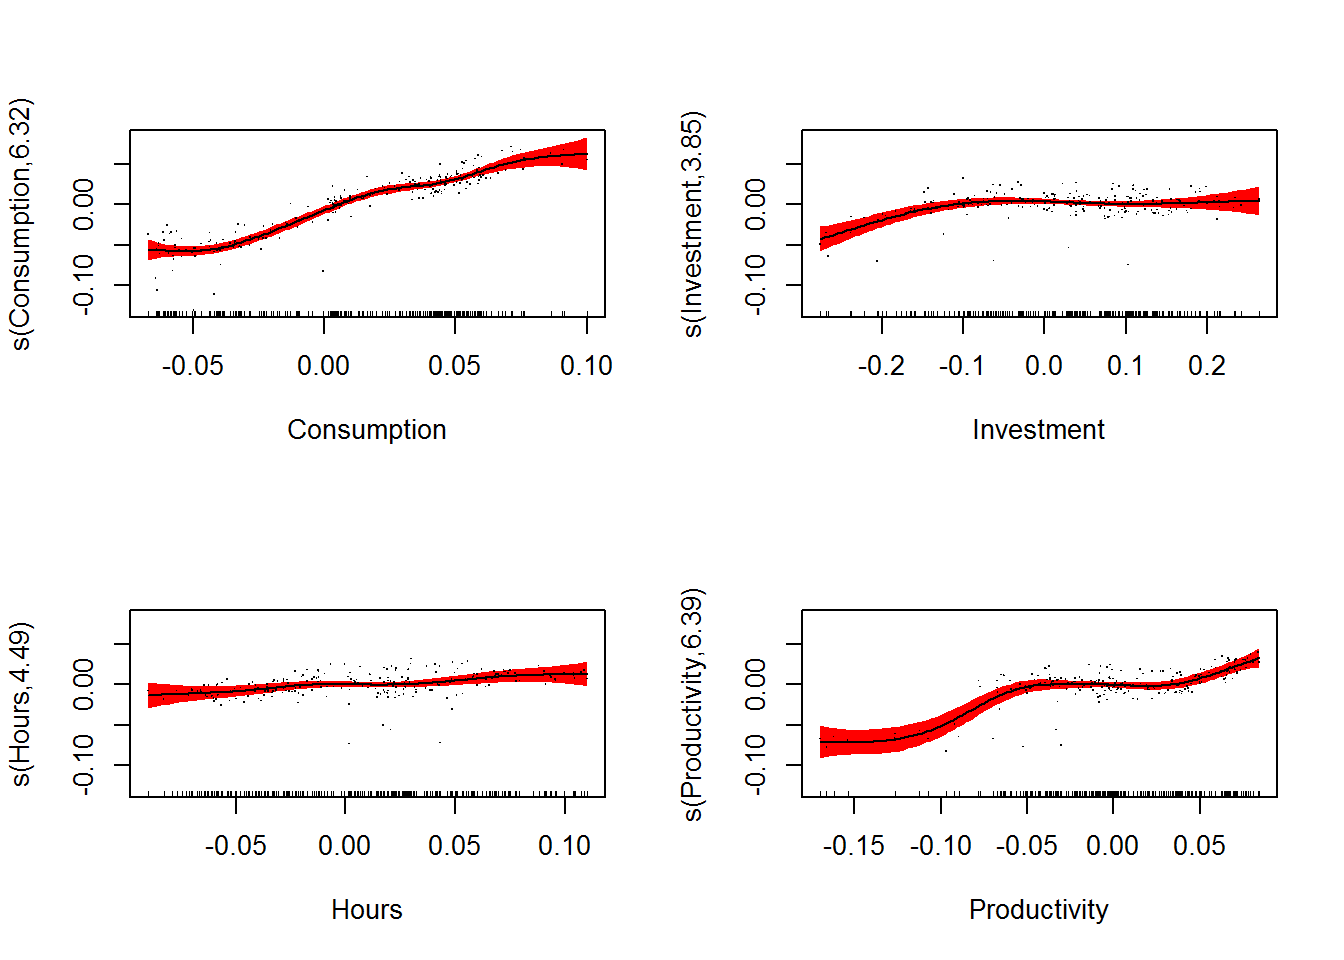 s(Consumption,6.32)
0.00
-0.10
-0.05 0.00 0.05 0.10
Consumption
s(Investment,3.85)
0.00
-0.10
-0.2 -0.1 0.0 0.1 0.2
Investment
s(Hours,4.49)
0.00
-0.10
-0.05 0.00 0.05 0.10
Hours
s(Productivity,6.39)
0.00
-0.10
-0.15 -0.10 -0.05 0.00 0.05
Productivity